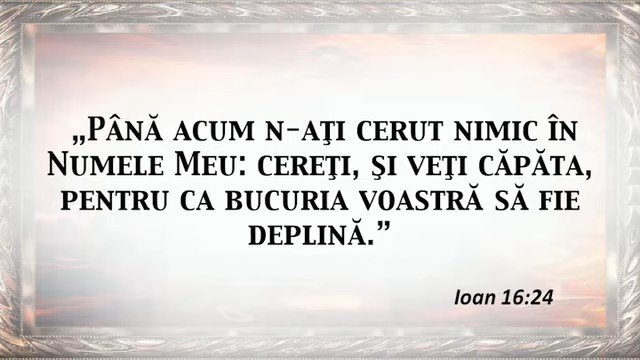 „Până acum n-aţi cerut nimic în
Numele Meu: cereţi, şi veţi căpăta,
pentru ca bucuria voastră să fie
deplină.”
Ioan 16:24